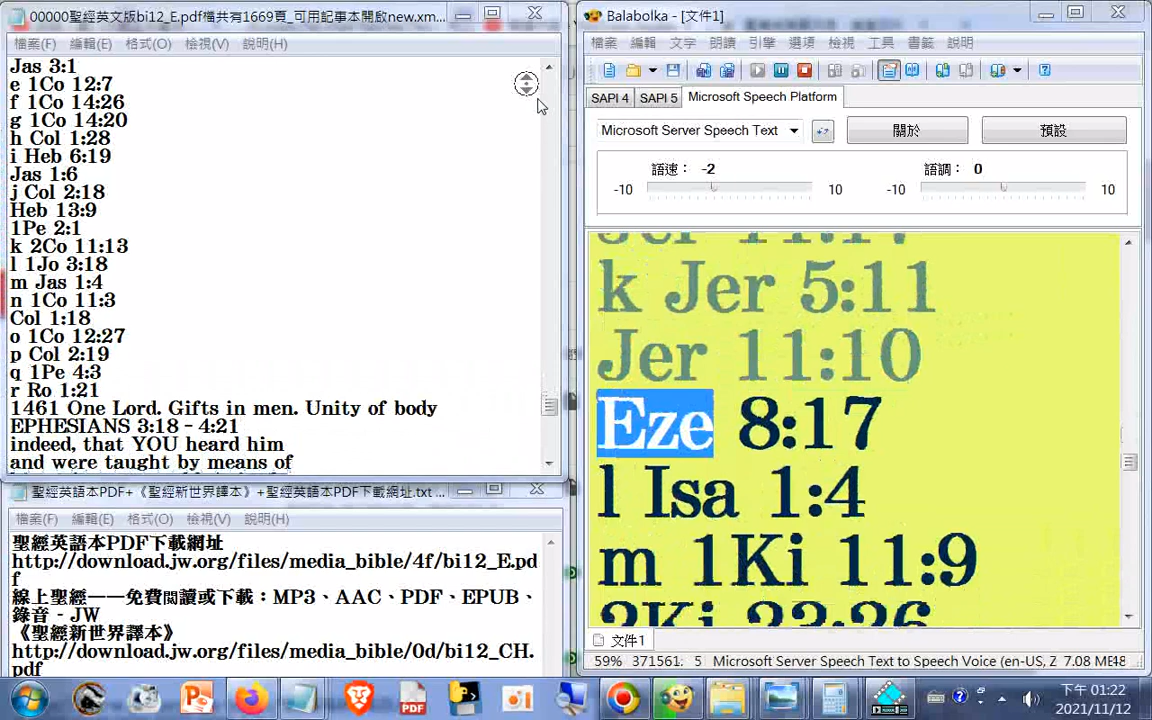 00000聖經英文版bi12_E.pdf檔共有1669頁_可用記事本開啟new.xm...
檔案(F) 編輯(E) 格式(O) 檢視(V) 說明(H)
Jas 3:1
e 1Co 12:7
f 1Co 14:26
g 1Co 14:20
h Col 1:28
i Heb 6:19
Jas 1:6
j Col 2:18
Heb 13:9
1Pe 2:1
k 2Co 11:13
l 1Jo 3:18
m Jas 1:4
n 1Co 11:3
Col 1:18
o 1Co 12:27
p Col 2:19
q 1Pe 4:3
r Ro 1:21
1461 One Lord. Gifts in men. Unity of body
EPHESIANS 3:18–4:21
indeed, that YOU heard him
and were taught by means of
聖經英語本PDF+《聖經新世界譯本》+聖經英語本PDF下載網址.txt ...
檔案(F) 編輯(E) 格式(O) 檢視(V) 說明(H)
聖經英語本PDF下載網址
http://download.jw.org/files/media_bible/4f/bi12_E.pd
f
線上聖經——免費閱讀或下載：MP3、AAC、PDF、EPUB、
錄音 - JW
《聖經新世界譯本》
http://download.jw.org/files/media_bible/0d/bi12_CH.
pdf
Balabolka - [文件1]
檔案 編輯 文字 朗讀 引擎 選項 檢視 工具 書籤 說明
SAPI 4 SAPI 5 Microsoft Speech Platform
Microsoft Server Speech Text 關於 預設
語速： -2 語調： 0
-10 10 -10 10
Jer 11:17
k Jer 5:11
Jer 11:10
Eze 8:17
l Isa 1:4
m 1Ki 11:9
2Ki 23:26
文件1
59% 371561: 5 Microsoft Server Speech Text to Speech Voice (en-US, Z 7.08 MB
下午 01:22
2021/11/12